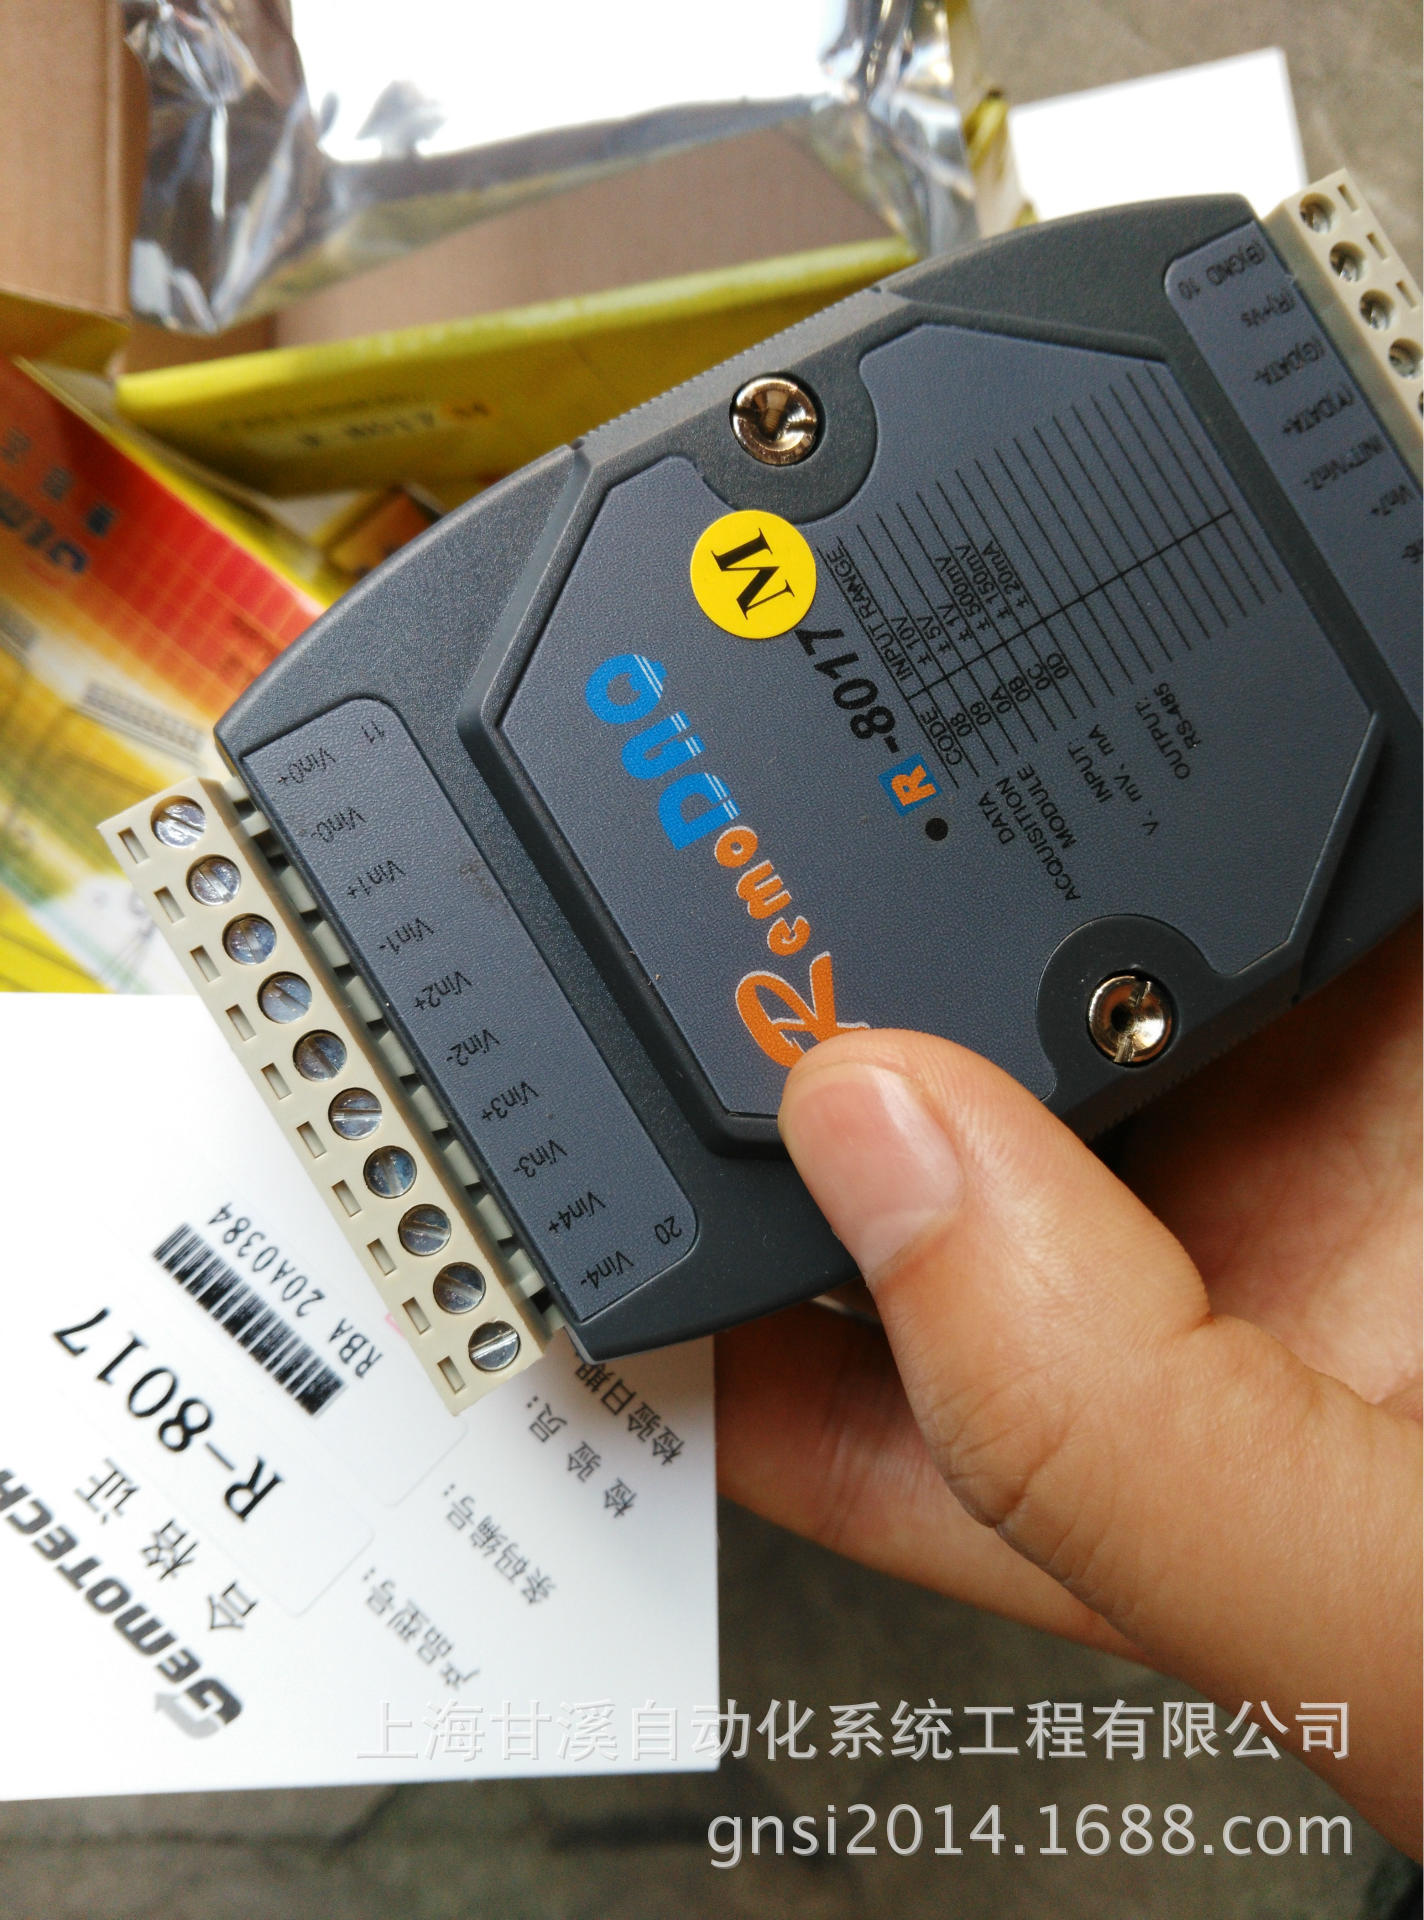 RemoDAQ
R-8017
M
CODE INPUT RANGE
08 ± 10V
09 ± 5V
0A ± 1V
0B ± 500mV
0C ± 150mV
0D ± 20mA
DATA
ACQUISITION
MODULE
INPUT:
V, mV, mA
OUTPUT:
RS-485
11
Vin0+
Vin0-
Vin1+
Vin1-
Vin2+
Vin2-
Vin3+
Vin3-
Vin4+
Vin4-
20
(B)GND 10
(R)+Vs
(G)DATA-
(Y)DATA+
INIT*/Vin7-
Vin7+
GEMOTECH
合格证
产品型号:
R-8017
条码编号:
RBA 20A0384
检 验 员:
检验日期
上海甘溪自动化系统工程有限公司
gnsi2014.1688.com